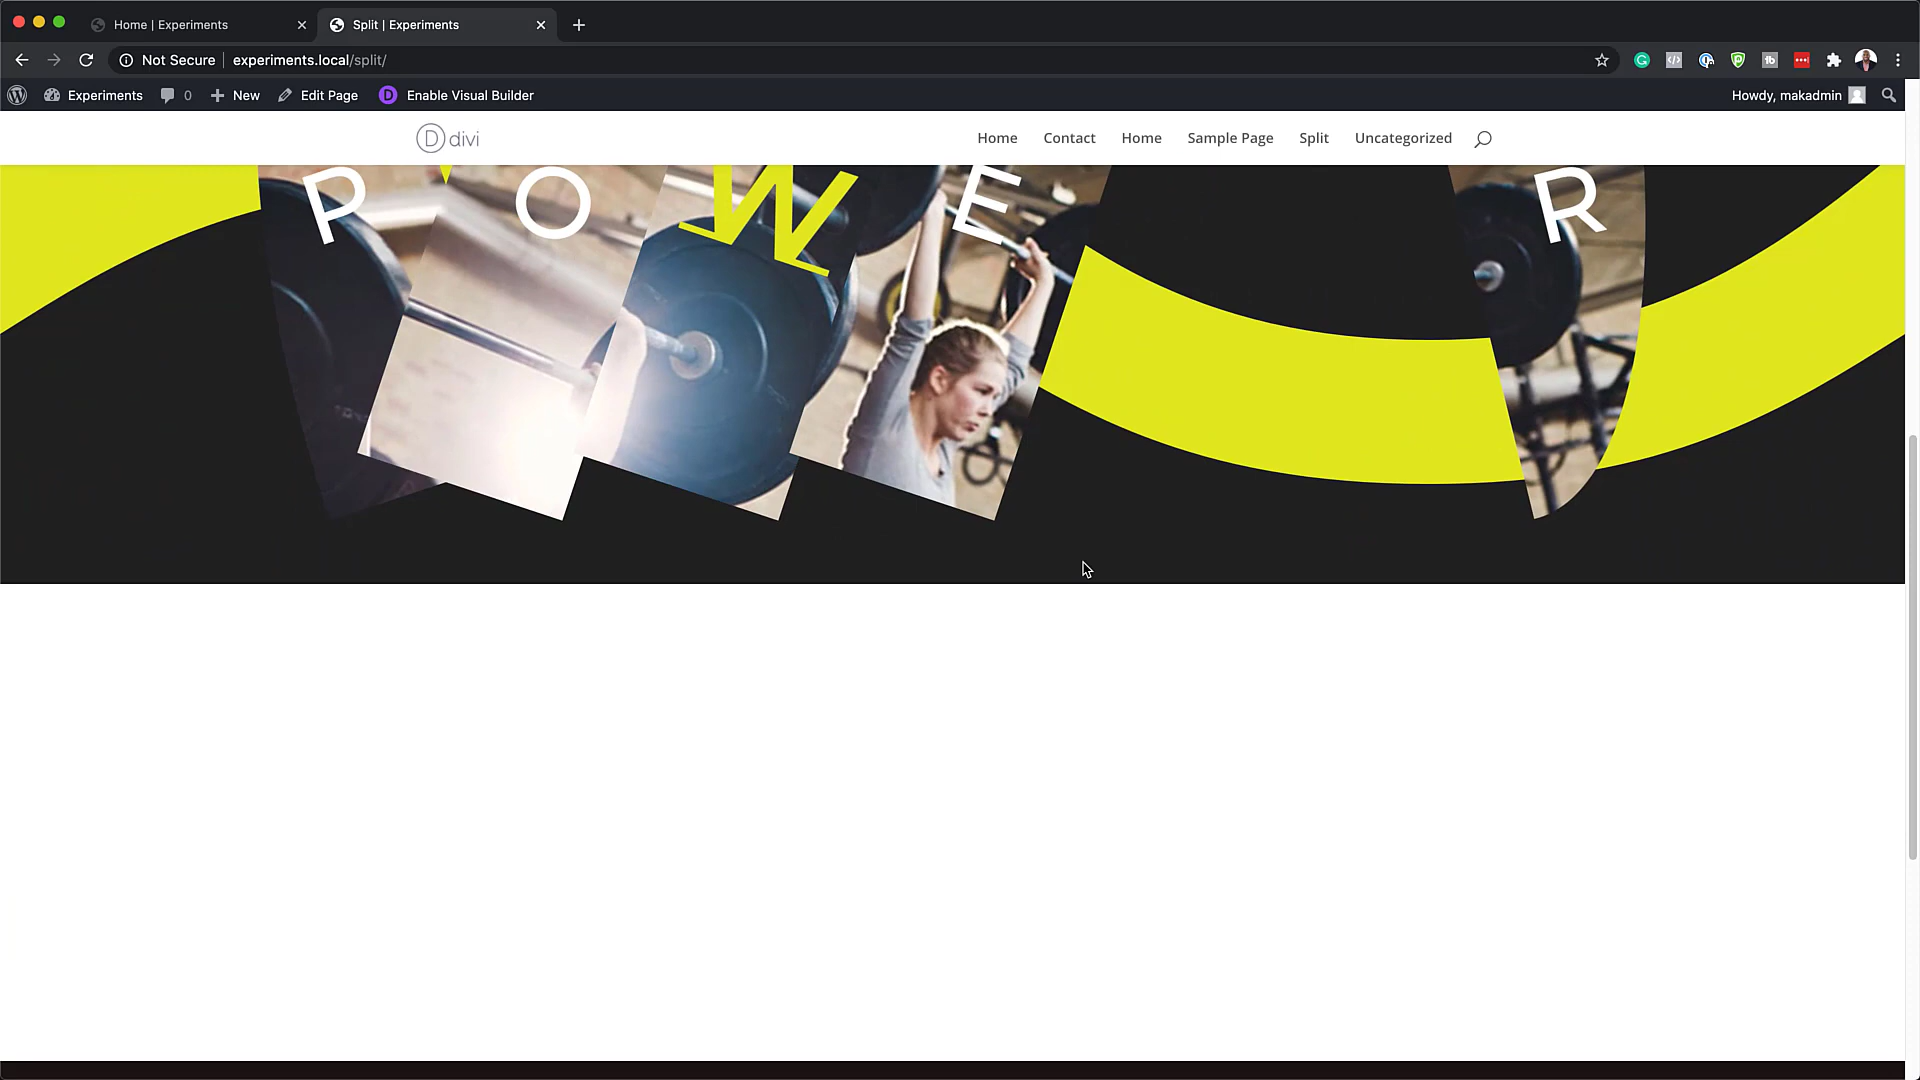 Home | Experiments
Split | Experiments
Not Secure
experiments.local/split/
Experiments
0
New
Edit Page
D
Enable Visual Builder
Howdy, makadmin
D divi
Home
Contact
Home
Sample Page
Split
Uncategorized
P O W E R